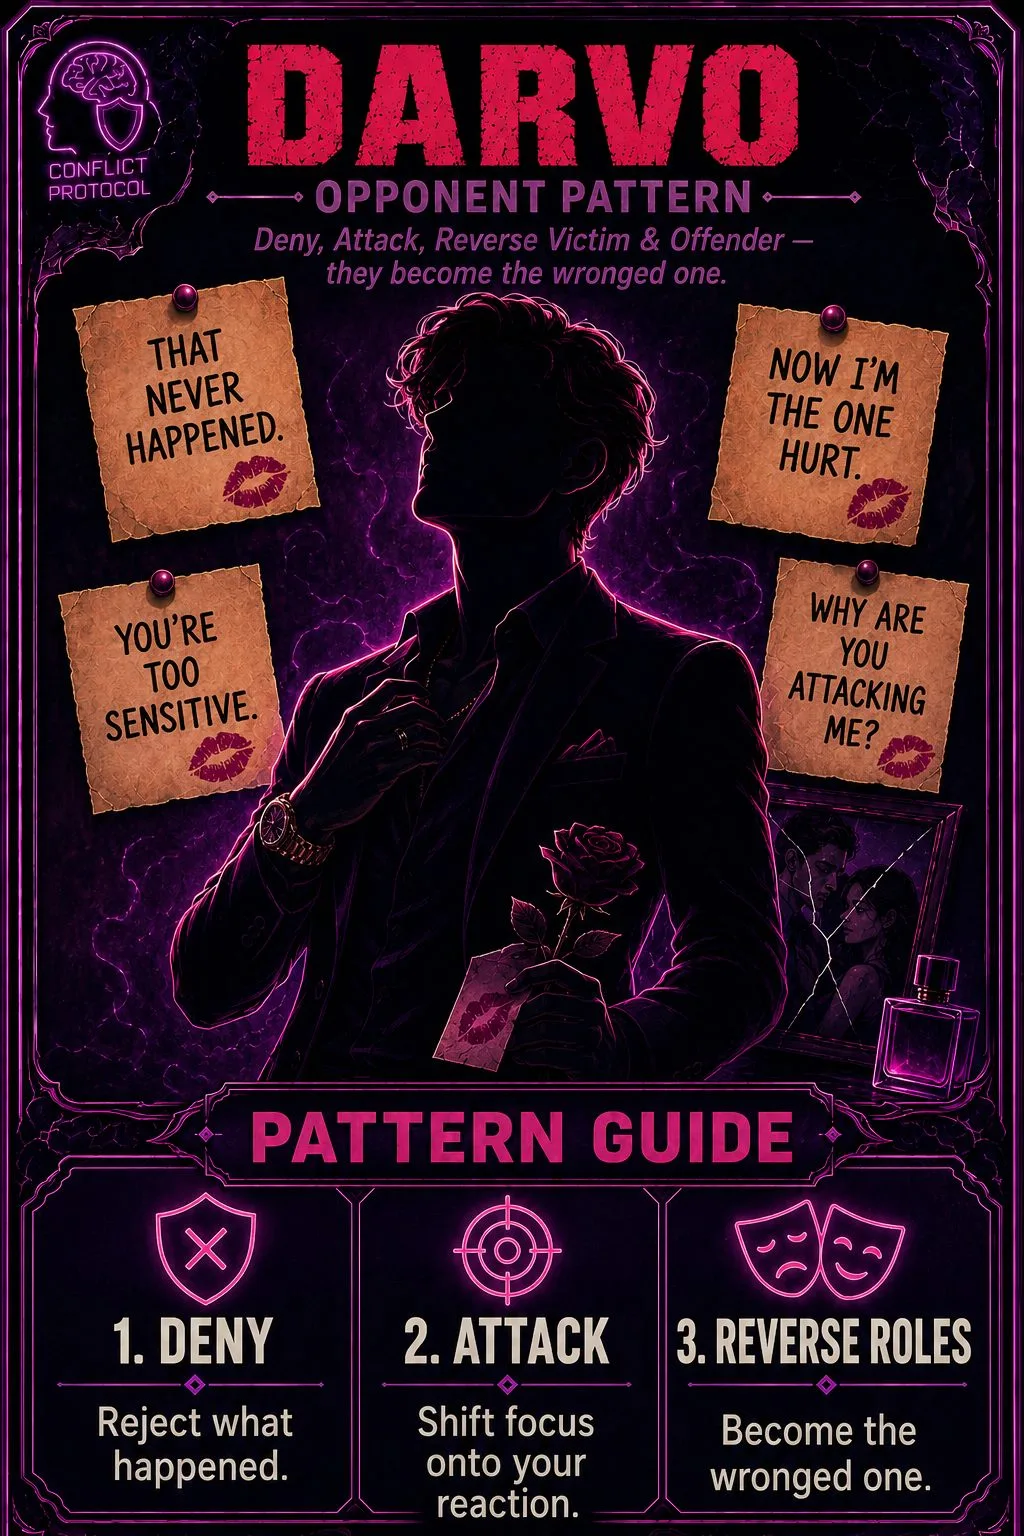 CONFLICT
PROTOCOL
DARVO
OPPONENT PATTERN
Deny, Attack, Reverse Victim & Offender —
they become the wronged one.
THAT
NEVER
HAPPENED.
NOW I'M
THE ONE
HURT.
YOU'RE
TOO
SENSITIVE.
WHY ARE
YOU
ATTACKING
ME?
PATTERN GUIDE
1. DENY
Reject what
happened.
2. ATTACK
Shift focus
onto your
reaction.
3. REVERSE ROLES
Become the
wronged one.